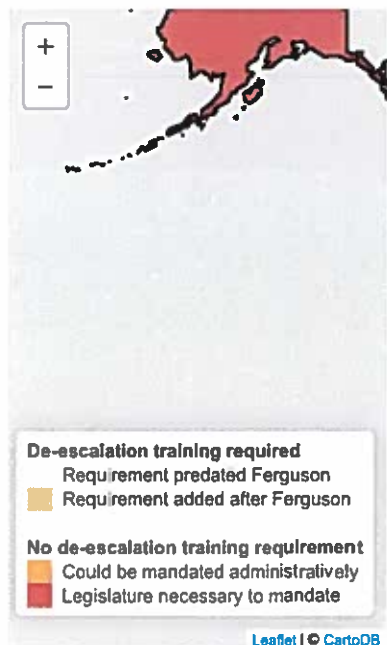 +
−
De-escalation training required
Requirement predated Ferguson
Requirement added after Ferguson
No de-escalation training requirement
Could be mandated administratively
Legislature necessary to mandate
Leaflet | © CartoDB